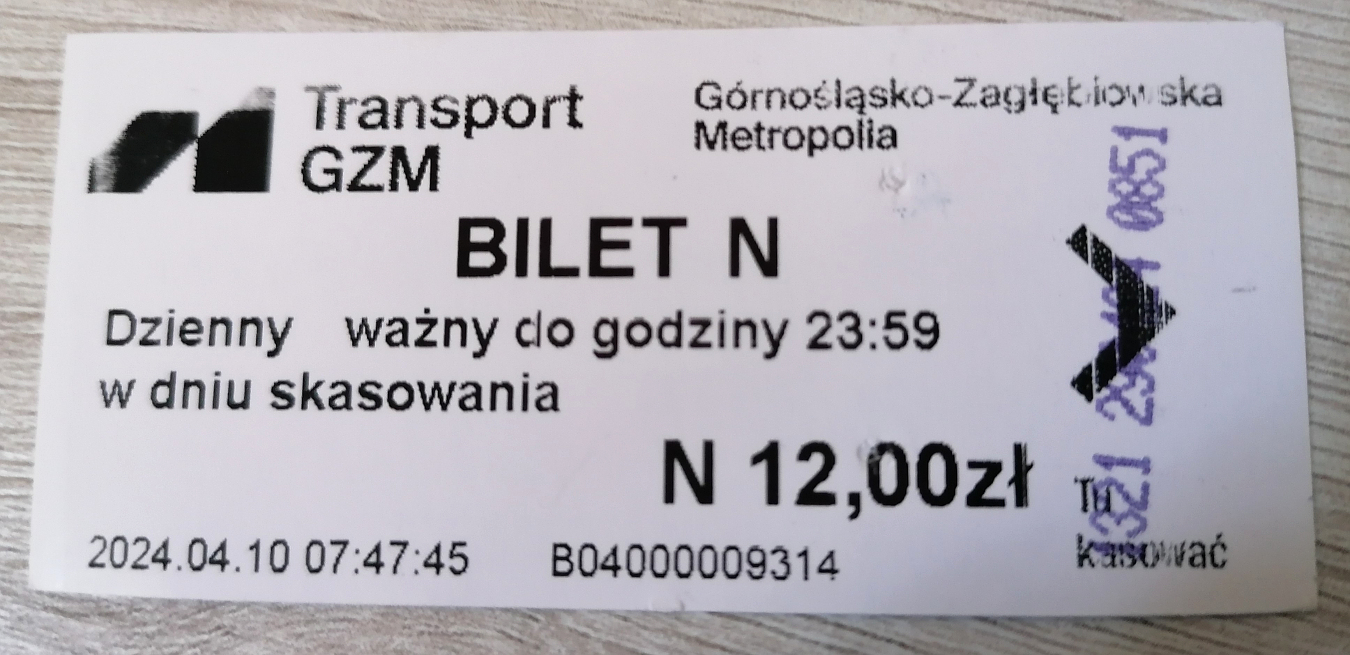 Transport
GZM
Górnośląsko-Zagłębiowska
Metropolia
BILET N
Dzienny ważny do godziny 23:59
w dniu skasowania
N 12,00zł
2024.04.10 07:47:45 B04000009314
Tu
kasować
0851